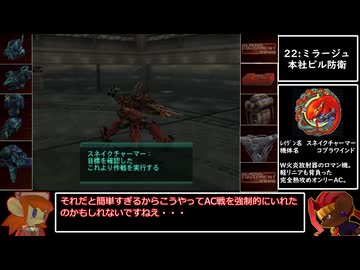 22:ミラージュ
本社ビル防衛
スネイクチャーマー：
目標を確認した
これより作戦を実行する
ﾚｲｳﾞﾝ名　スネイクチャーマー
機体名　コブラワインド
W火炎放射器のロマン機。
軽リニアも背負った
完全熱攻めオンリーAC。
それだと簡単すぎるからこうやってAC戦を強制的にいれた
のかもしれないですねえ・・・